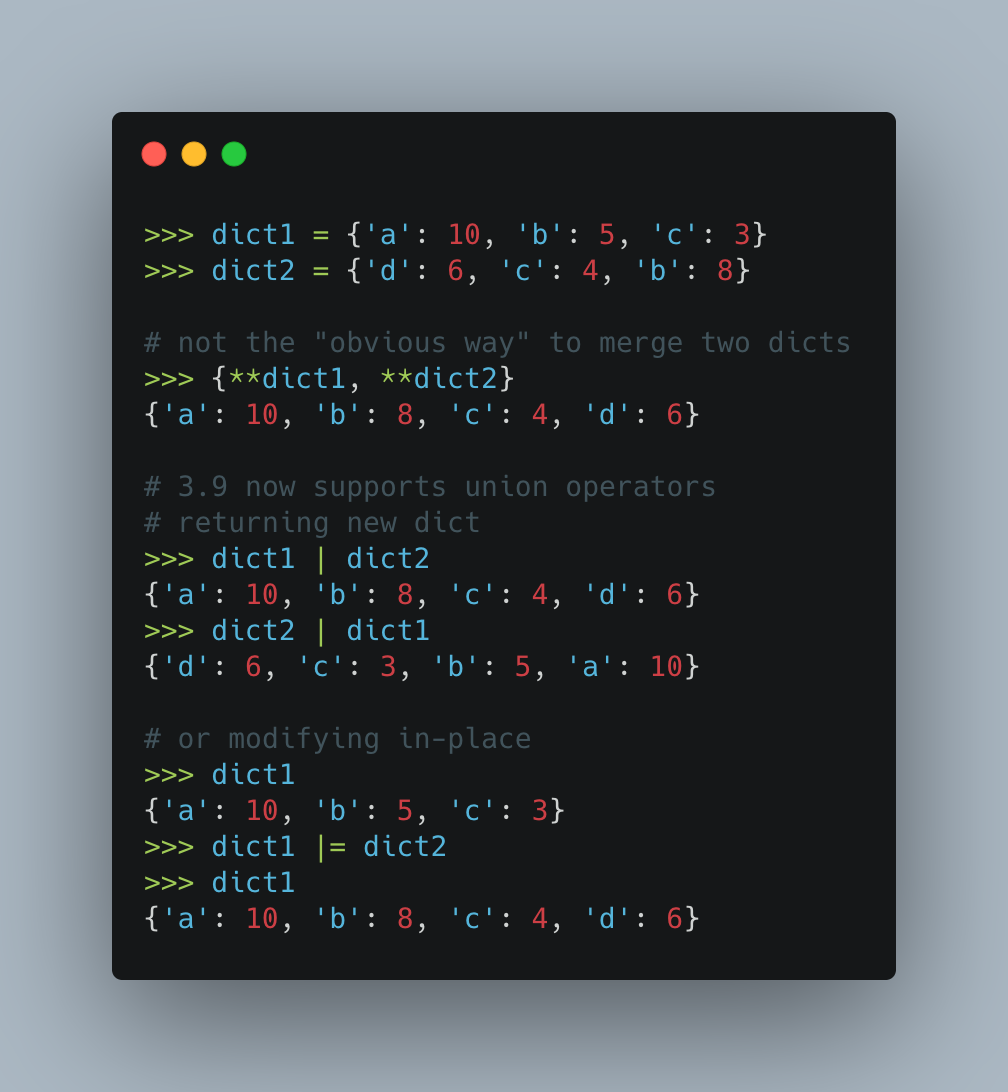 >>> dict1 = {'a': 10, 'b': 5, 'c': 3}
>>> dict2 = {'d': 6, 'c': 4, 'b': 8}
# not the "obvious way" to merge two dicts
>>> {**dict1, **dict2}
{'a': 10, 'b': 8, 'c': 4, 'd': 6}
# 3.9 now supports union operators
# returning new dict
>>> dict1 | dict2
{'a': 10, 'b': 8, 'c': 4, 'd': 6}
>>> dict2 | dict1
{'d': 6, 'c': 3, 'b': 5, 'a': 10}
# or modifying in-place
>>> dict1
{'a': 10, 'b': 5, 'c': 3}
>>> dict1 |= dict2
>>> dict1
{'a': 10, 'b': 8, 'c': 4, 'd': 6}